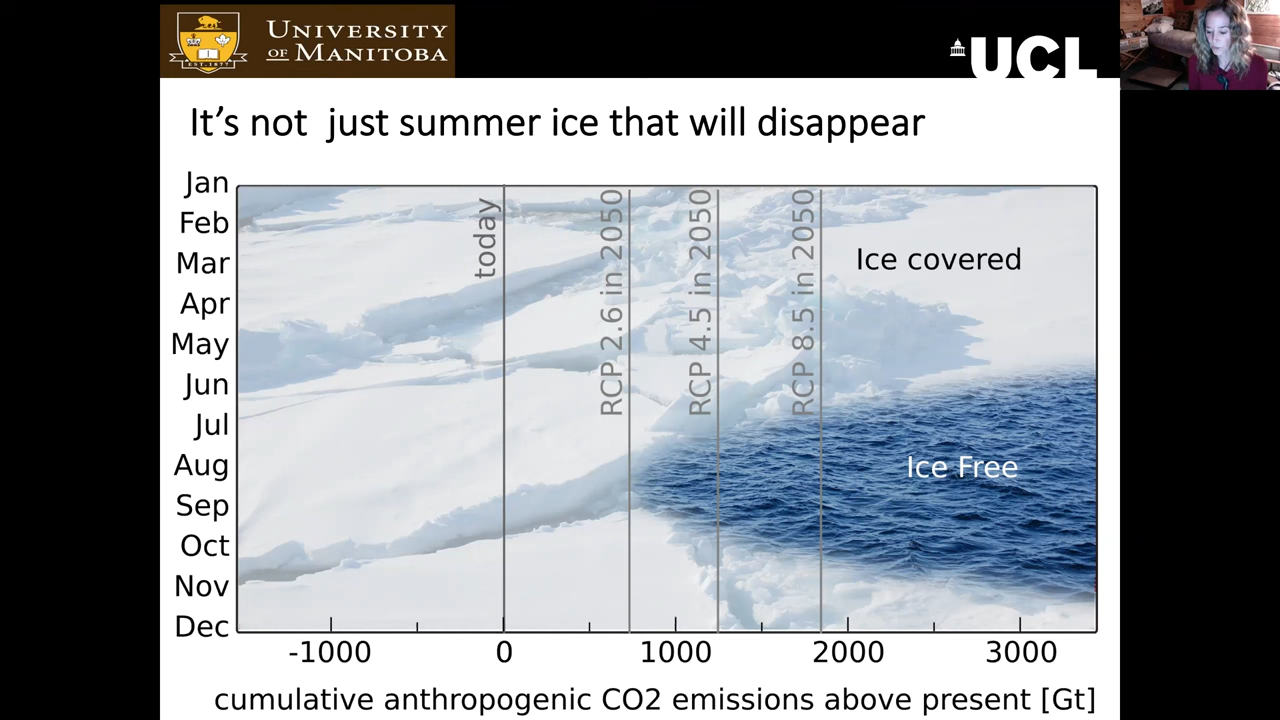 UNIVERSITY
OF MANITOBA
EST. 1877
UCL
It's not just summer ice that will disappear
Jan
Feb
Mar
Apr
May
Jun
Jul
Aug
Sep
Oct
Nov
Dec
today
RCP 2.6 in 2050
RCP 4.5 in 2050
RCP 8.5 in 2050
Ice covered
Ice Free
-1000 0 1000 2000 3000
cumulative anthropogenic CO2 emissions above present [Gt]